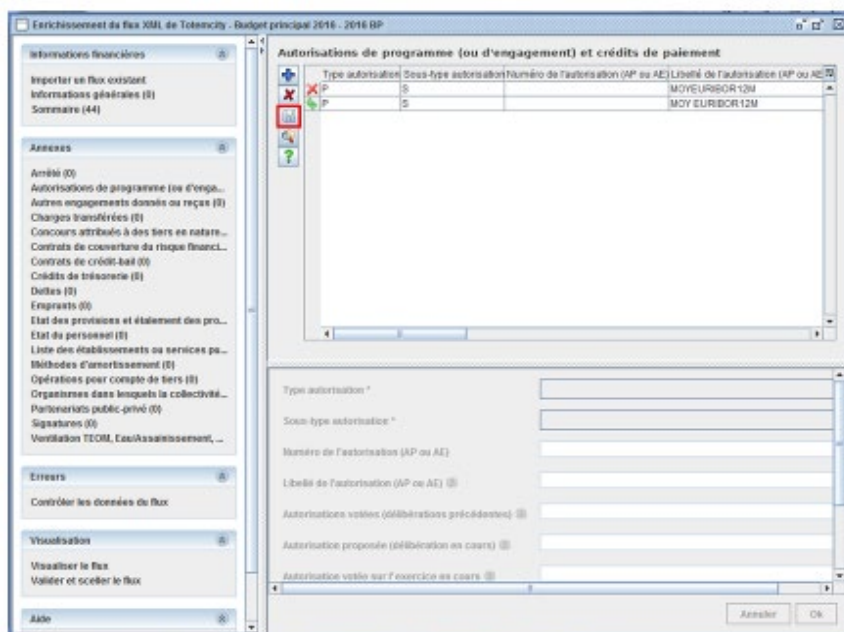 Enrichissement du flux XML de Totemcity - Budget principal 2016 - 2016 BP
Informations financières
Importer un flux existant
Informations générales (0)
Sommaire (44)
Annexes
Arrêté (0)
Autorisations de programme (ou d'enga...
Autres engagements donnés ou reçus (0)
Charges transférées (0)
Concours attribués à des tiers en nature...
Contrats de couverture du risque financi...
Contrats de crédit-bail (0)
Crédits de trésorerie (0)
Dettes (0)
Emprunts (0)
Etat des provisions et étalement des pro...
Etat du personnel (0)
Liste des établissements ou services pu...
Méthodes d'amortissement (0)
Opérations pour compte de tiers (0)
Organismes dans lesquels la collectivité...
Partenariats public-privé (0)
Signatures (0)
Ventilation TEOM, Eau/Assainissement, ...
Erreurs
Contrôler les données du flux
Visualisation
Visualiser le flux
Valider et sceller le flux
Aide
Autorisations de programme (ou d'engagement) et crédits de paiement
Type autorisation Sous-type autorisation Numéro de l'autorisation (AP ou AE) Libellé de l'autorisation (AP ou AE
P S MOYEURIBOR12M
P S MOY EURIBOR12M
Type autorisation *
Sous-type autorisation *
Numéro de l'autorisation (AP ou AE)
Libellé de l'autorisation (AP ou AE)
Autorisations votées (délibérations précédentes)
Autorisation proposée (délibération en cours)
Autorisation votée sur l'exercice en cours
Annuler Ok